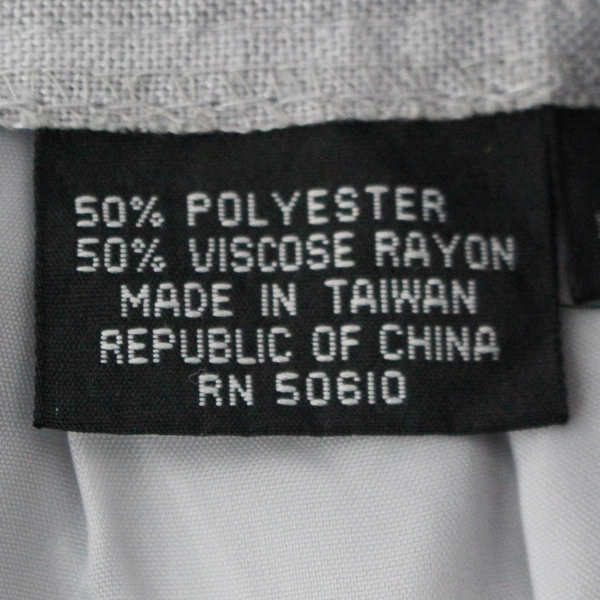 50% POLYESTER
50% VISCOSE RAYON
MADE IN TAIWAN
REPUBLIC OF CHINA
RN 50610